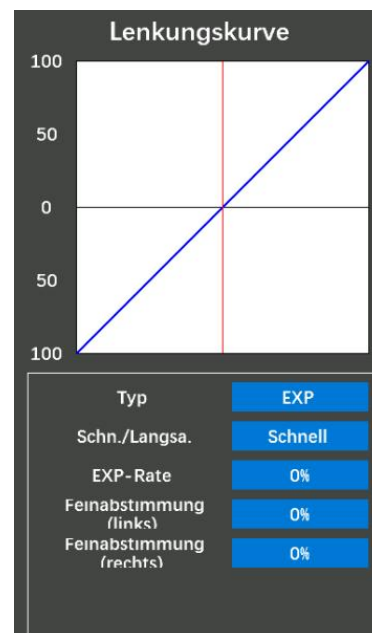 Lenkungskurve
100
50
0
50
100
Typ
EXP
Schn./Langsa.
Schnell
EXP-Rate
0%
Feinabstimmung
(links)
0%
Feinabstimmung
(rechts)
0%